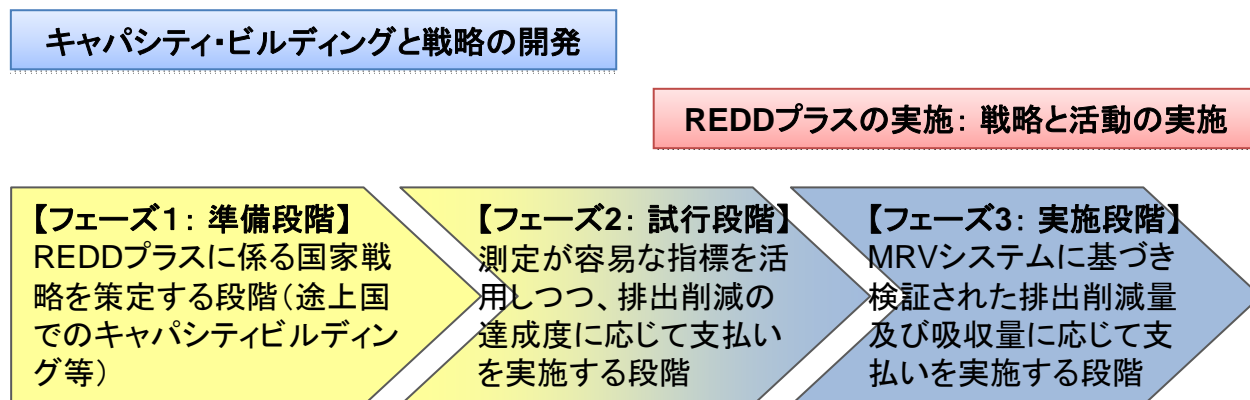 キャパシティ・ビルディングと戦略の開発
REDDプラスの実施: 戦略と活動の実施
【フェーズ1: 準備段階】
REDDプラスに係る国家戦
略を策定する段階(途上国
でのキャパシティビルディン
グ等)
【フェーズ2: 試行段階】
測定が容易な指標を活
用しつつ、排出削減の
達成度に応じて支払い
を実施する段階
【フェーズ3: 実施段階】
MRVシステムに基づき
検証された排出削減量
及び吸収量に応じて支
払いを実施する段階